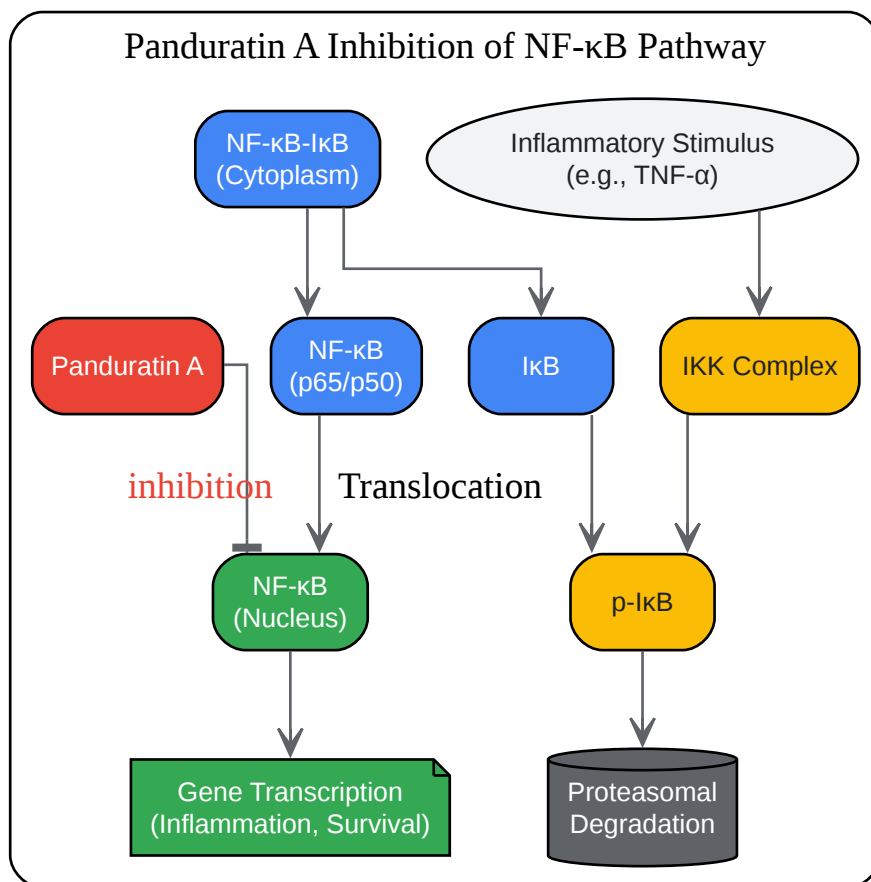 Panduratin A Inhibition of NF-κB Pathway
NF-κB-IκB
(Cytoplasm)
Inflammatory Stimulus
(e.g., TNF-α)
Panduratin A
NF-κB
(p65/p50)
IκB
IKK Complex
inhibition
Translocation
NF-κB
(Nucleus)
p-IκB
Gene Transcription
(Inflammation, Survival)
Proteasomal
Degradation